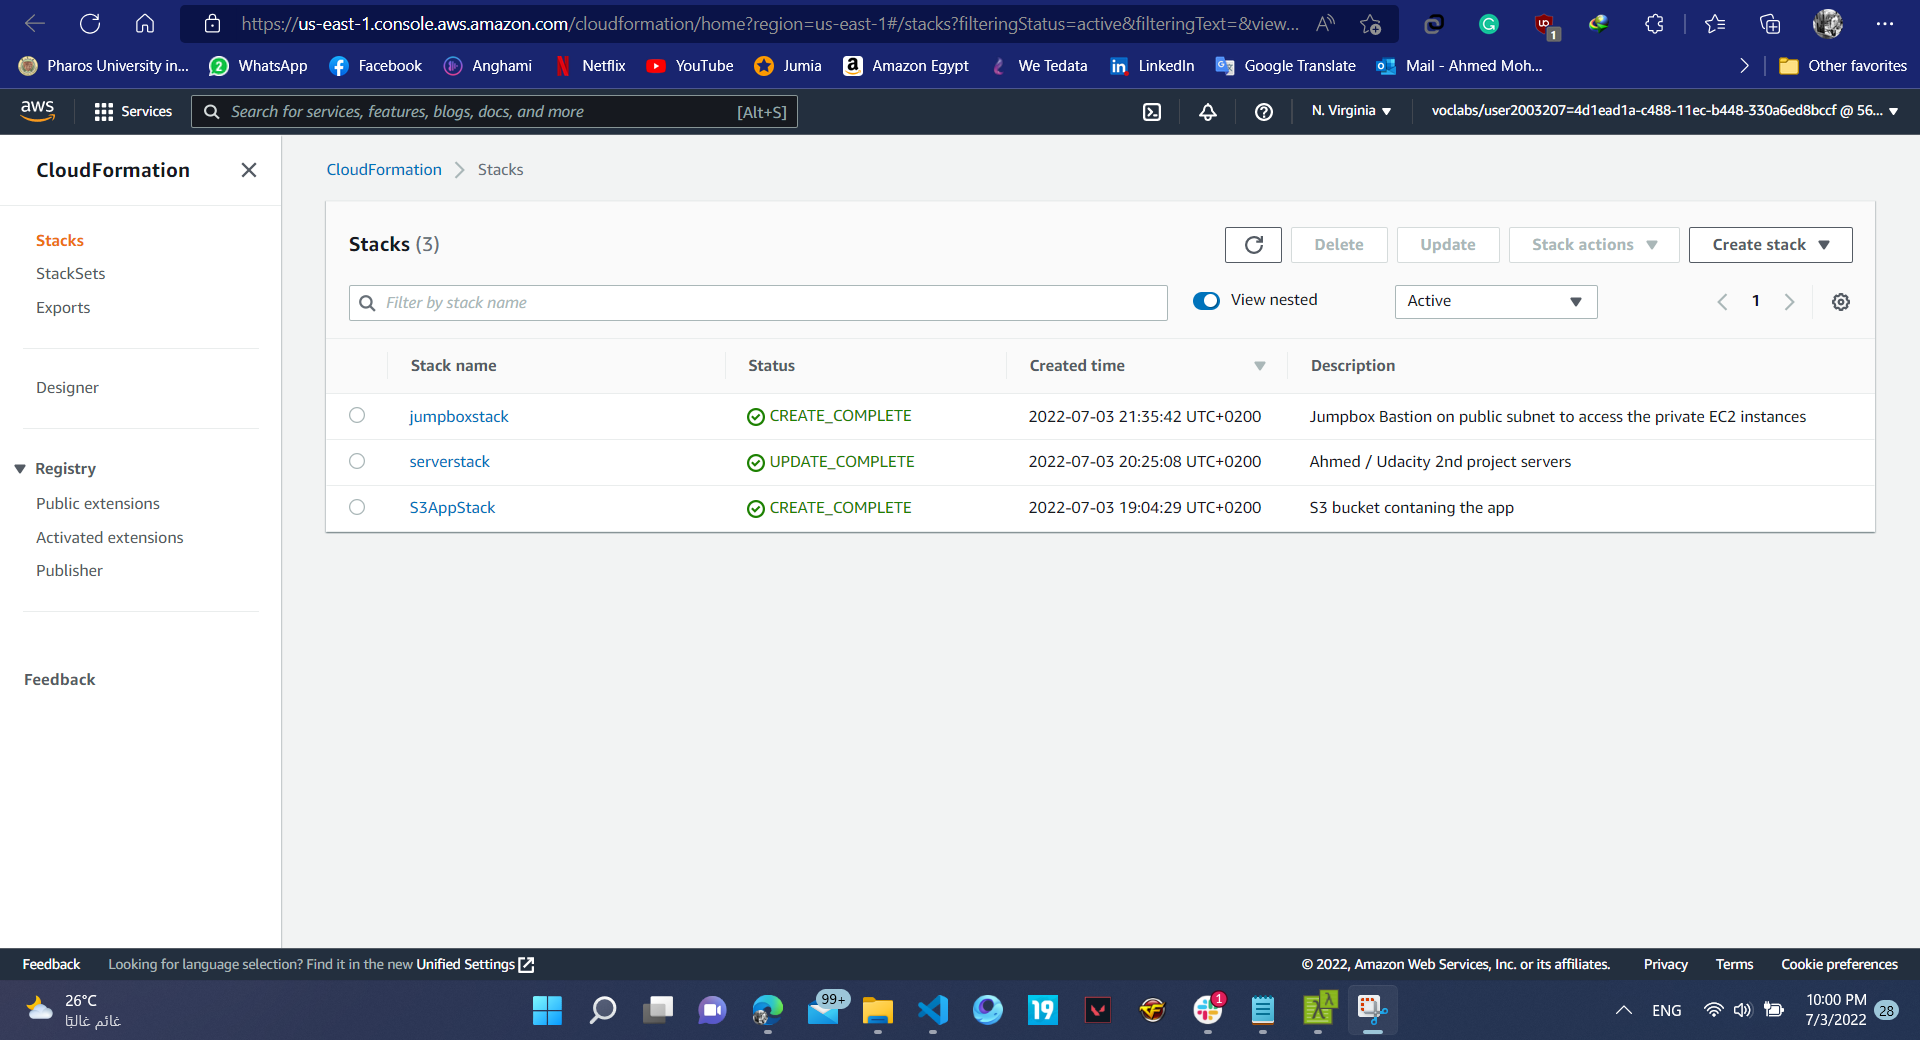 https://us-east-1.console.aws.amazon.com/cloudformation/home?region=us-east-1#/stacks?filteringStatus=active&filteringText=&view...
1
Pharos University in...
2
WhatsApp
Facebook
Anghami
Netflix
YouTube
Jumia
Amazon Egypt
We Tedata
LinkedIn
Google Translate
Mail - Ahmed Moh...
Other favorites
aws
Services
Search for services, features, blogs, docs, and more
[Alt+S]
N. Virginia
voclabs/user2003207=4d1ead1a-c488-11ec-b448-330a6ed8bccf @ 56...
CloudFormation
Stacks
StackSets
Exports
Designer
Registry
Public extensions
Activated extensions
Publisher
Feedback
CloudFormation > Stacks
Stacks (3)
Delete
Update
Stack actions
Create stack
Filter by stack name
View nested
Active
1
Stack name Status Created time Description
jumpboxstack CREATE_COMPLETE 2022-07-03 21:35:42 UTC+0200 Jumpbox Bastion on public subnet to access the private EC2 instances
serverstack UPDATE_COMPLETE 2022-07-03 20:25:08 UTC+0200 Ahmed / Udacity 2nd project servers
S3AppStack CREATE_COMPLETE 2022-07-03 19:04:29 UTC+0200 S3 bucket contaning the app
Feedback
Looking for language selection? Find it in the new Unified Settings
© 2022, Amazon Web Services, Inc. or its affiliates.
Privacy
Terms
Cookie preferences
26°C
غائم غالبًا
99+
19
1
ENG
10:00 PM
7/3/2022
28